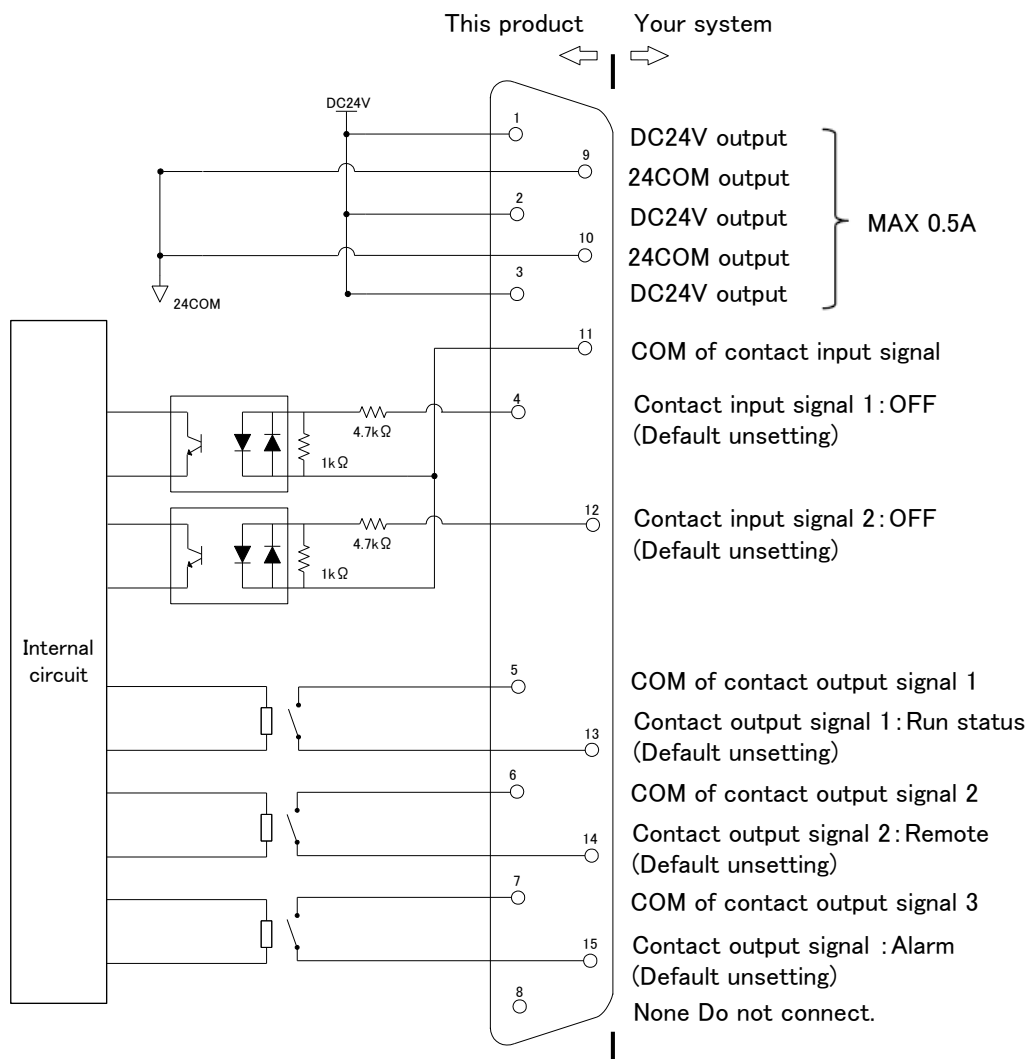 This product Your system
DC24V
1
DC24V output
9
24COM output
2
DC24V output
MAX 0.5A
10
24COM output
3
DC24V output
24COM
11
COM of contact input signal
4
Contact input signal 1:OFF
(Default unsetting)
4.7kΩ
1kΩ
12
Contact input signal 2:OFF
(Default unsetting)
4.7kΩ
1kΩ
Internal
circuit
5
COM of contact output signal 1
13
Contact output signal 1:Run status
(Default unsetting)
6
COM of contact output signal 2
14
Contact output signal 2:Remote
(Default unsetting)
7
COM of contact output signal 3
15
Contact output signal :Alarm
(Default unsetting)
8
None Do not connect.